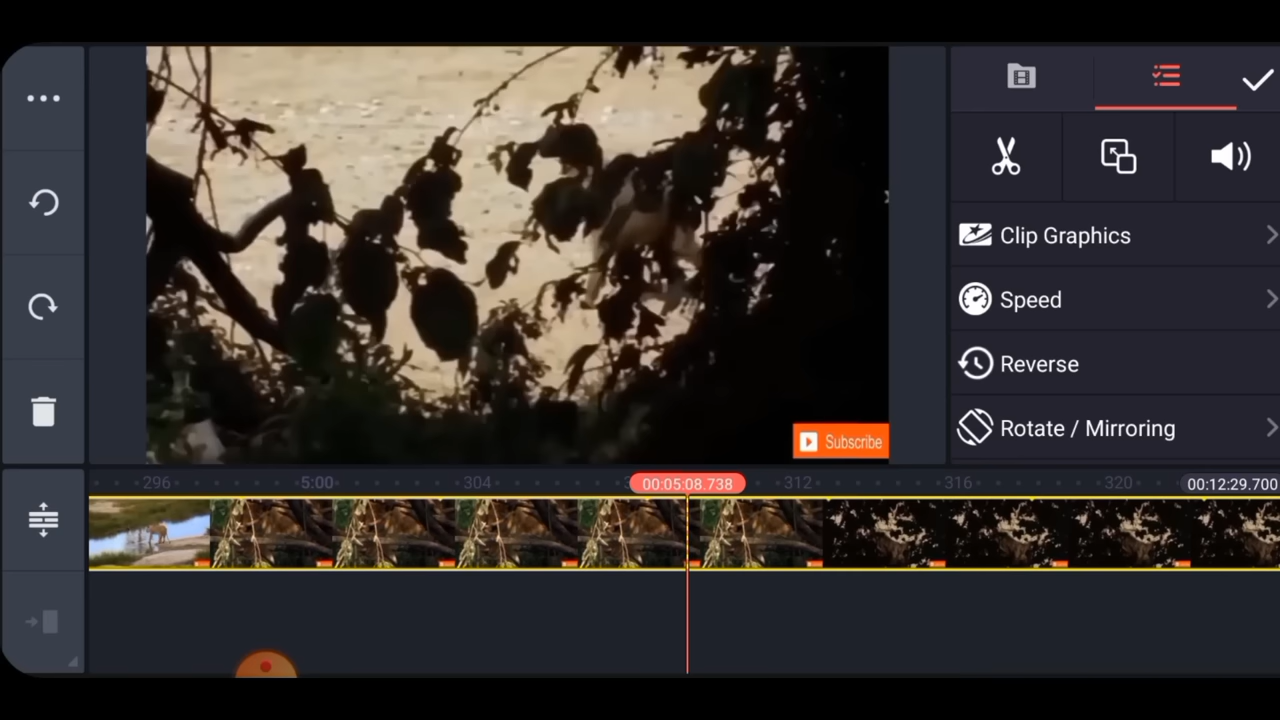 Clip Graphics
Speed
Reverse
Rotate / Mirroring
Subscribe
296
5:00
304
00:05:08.738
312
316
320
00:12:29.700